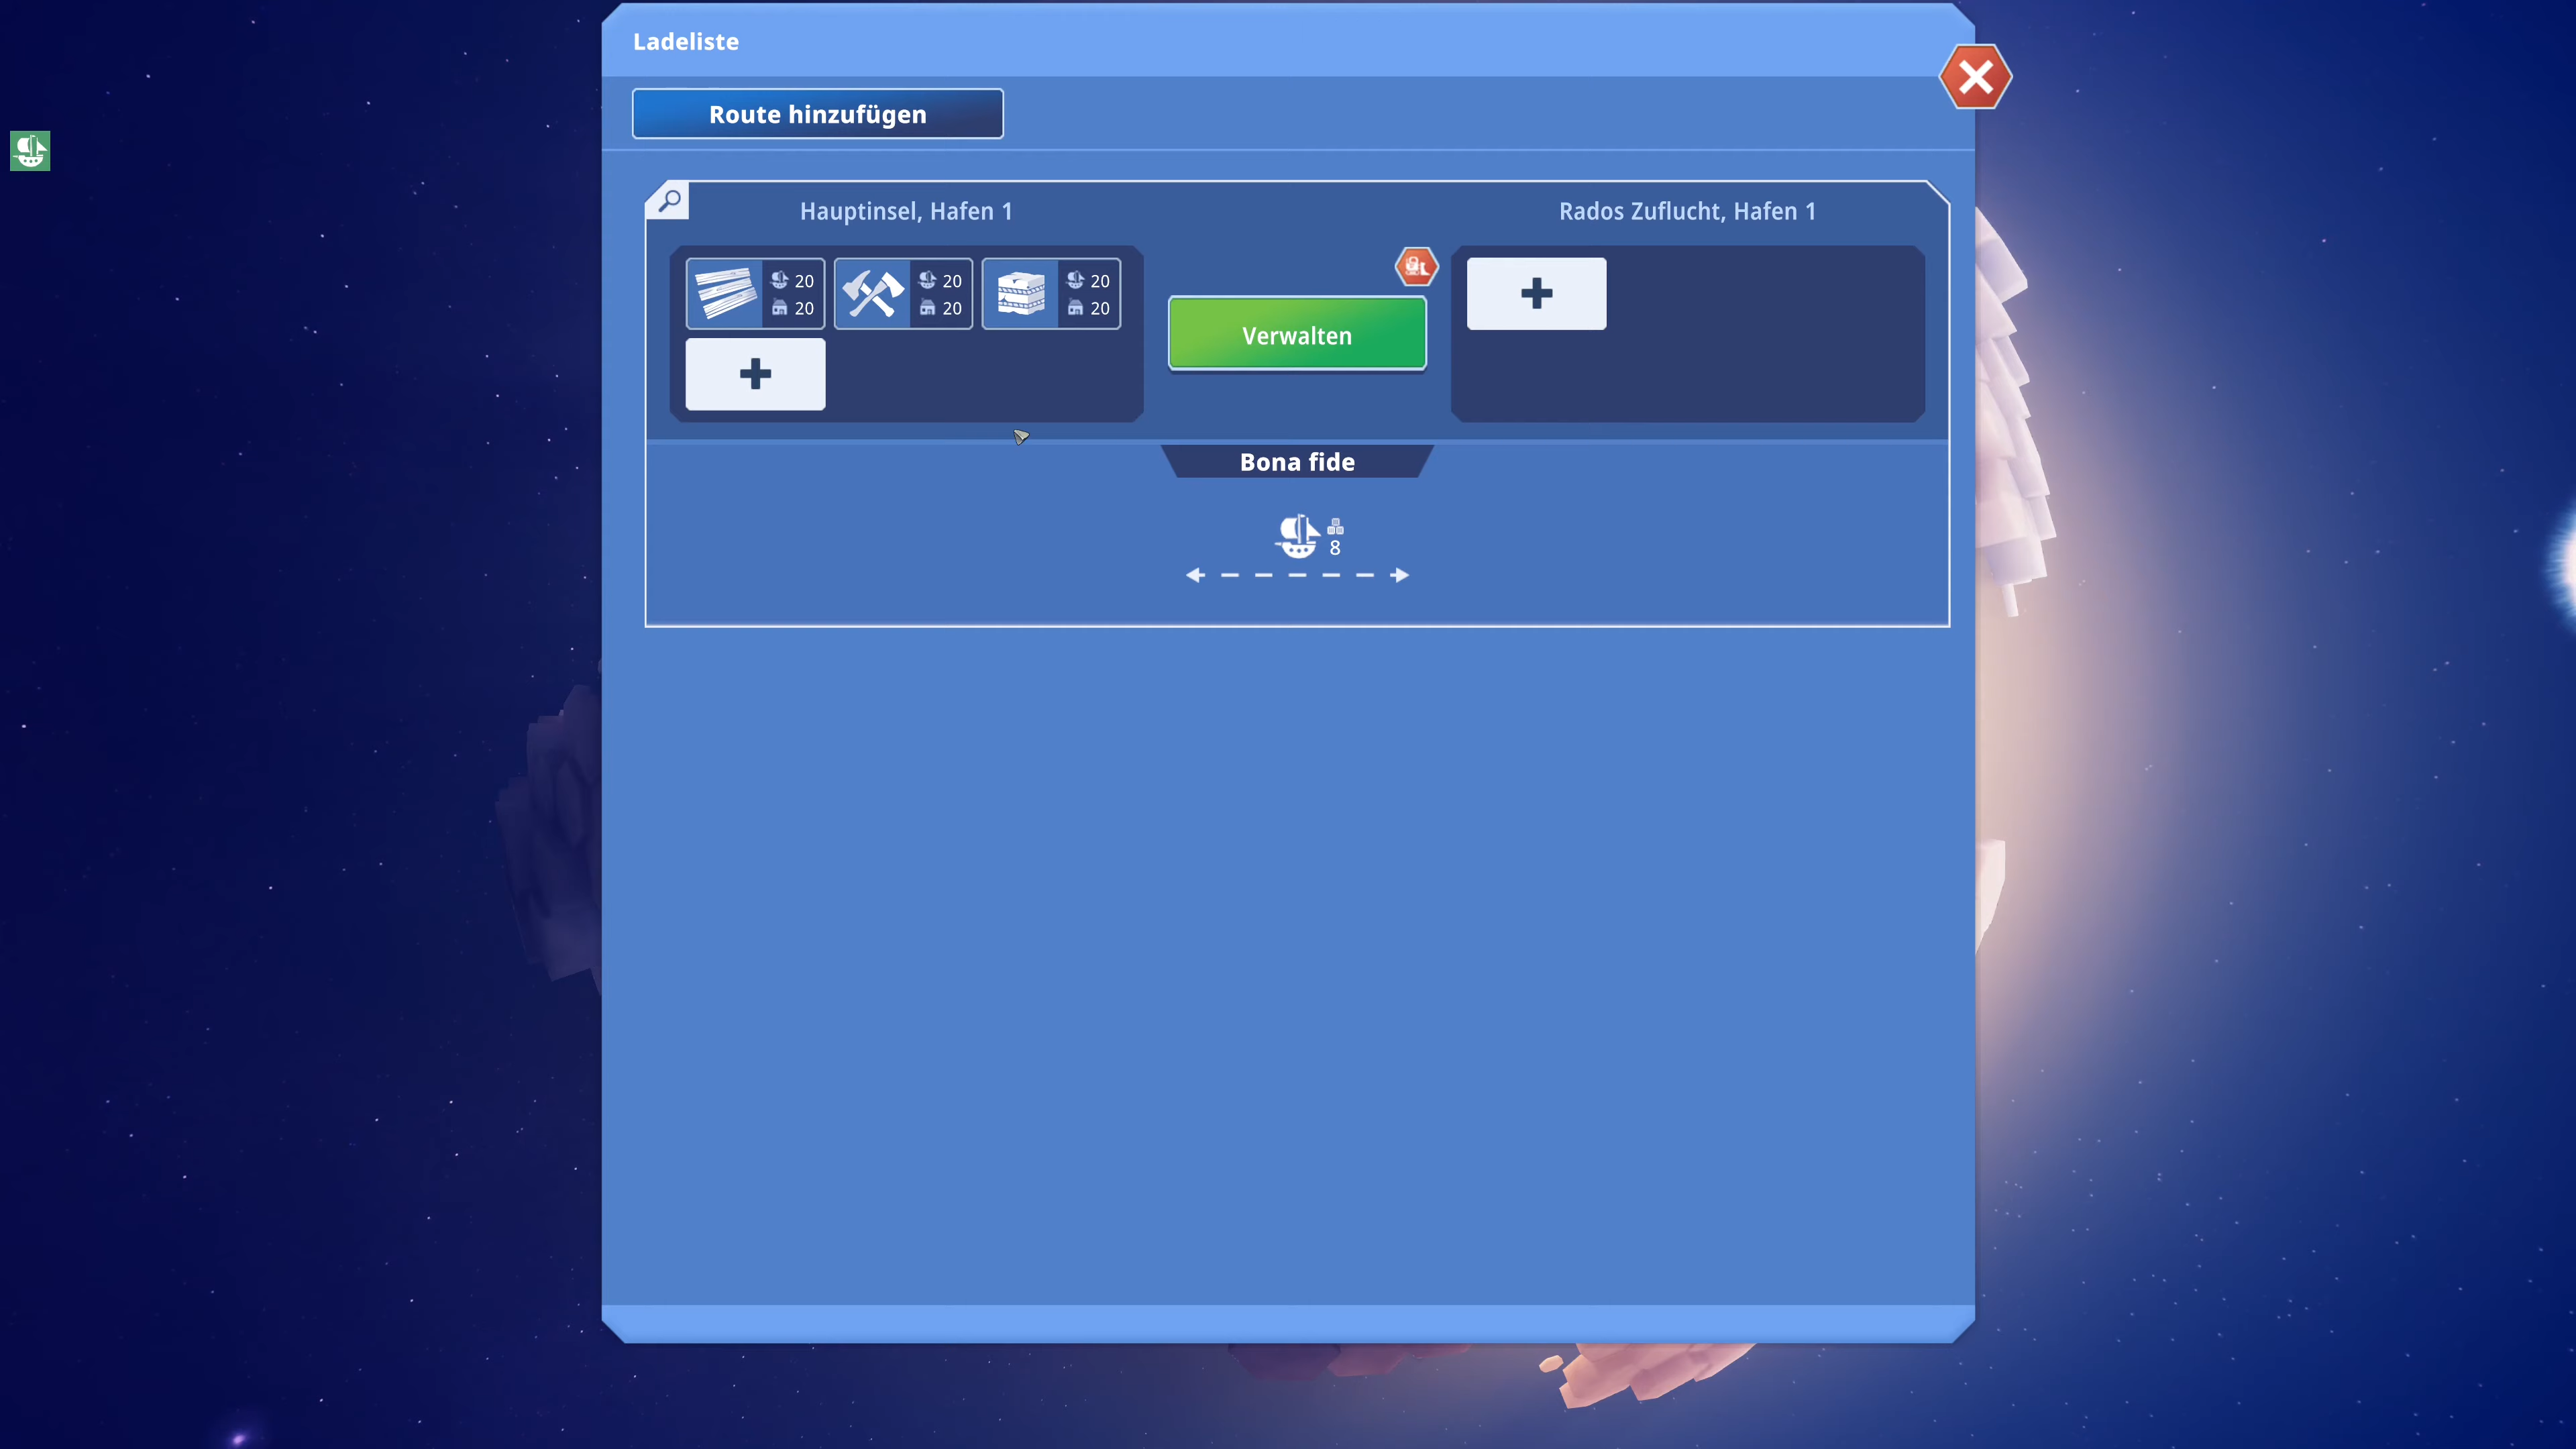 Ladeliste
Route hinzufügen
Hauptinsel, Hafen 1
Rados Zuflucht, Hafen 1
20 20 20
20 20 20
Verwalten
Bona fide
8